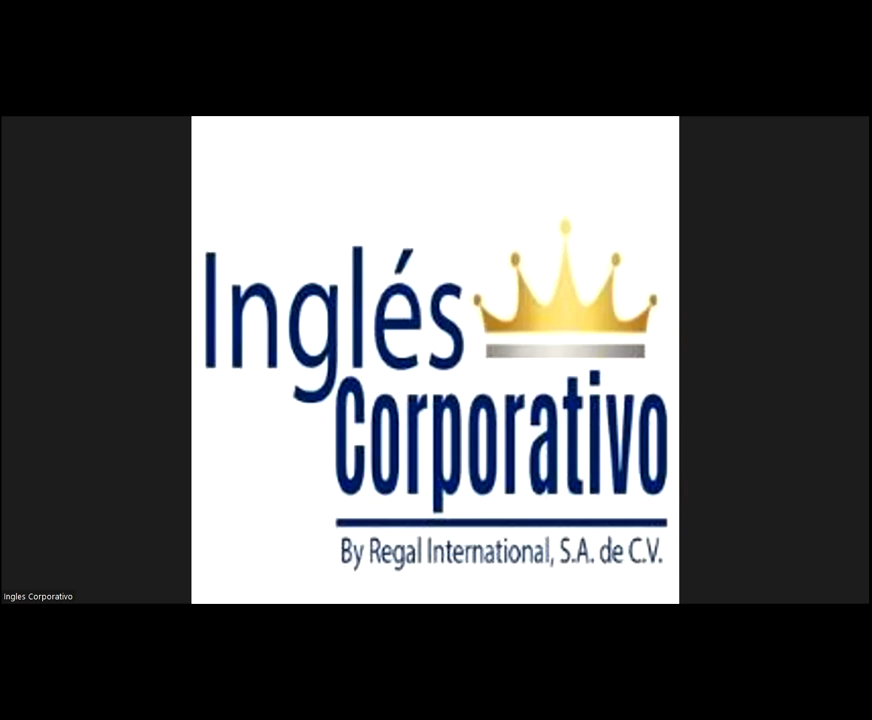 Inglés
Corporativo
By Regal International, S.A. de C.V.
Ingles Corporativo